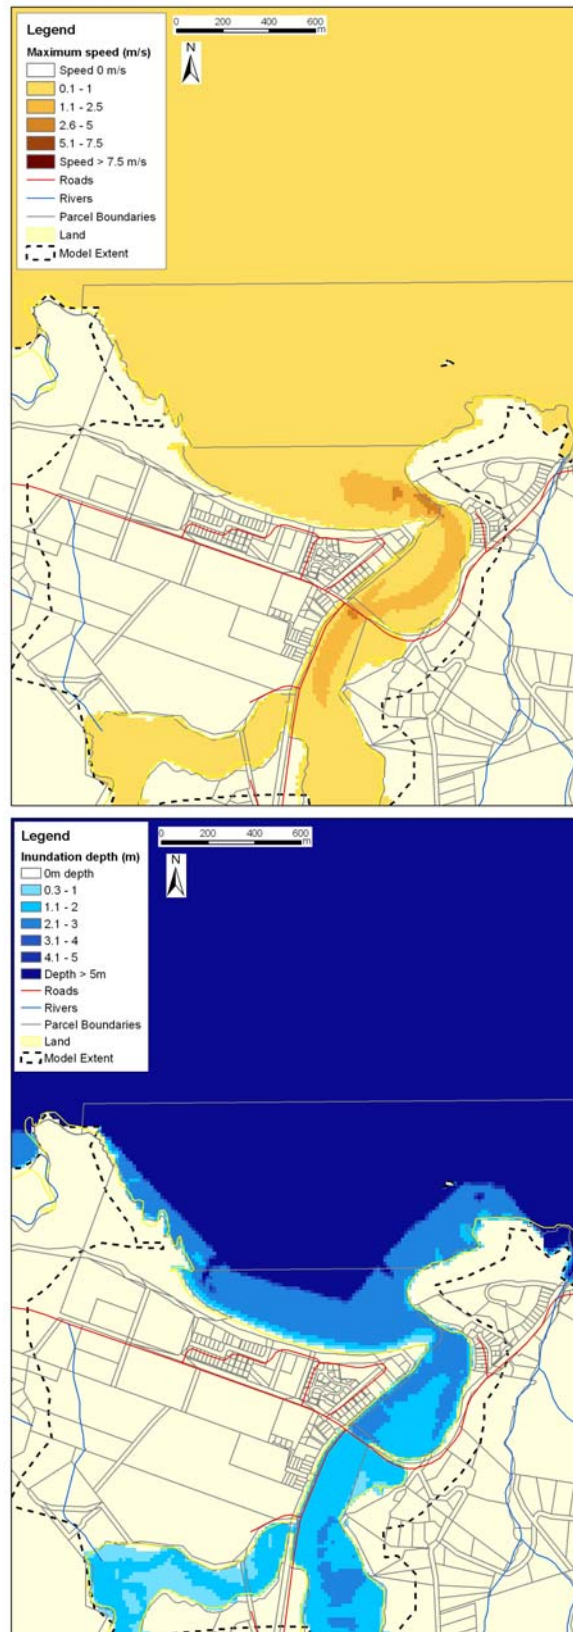 Legend
Maximum speed (m/s)
Speed 0 m/s
0.1 - 1
1.1 - 2.5
2.6 - 5
5.1 - 7.5
Speed > 7.5 m/s
Roads
Rivers
Parcel Boundaries
Land
Model Extent
0 200 400 600
m
N
Legend
Inundation depth (m)
0m depth
0.3 - 1
1.1 - 2
2.1 - 3
3.1 - 4
4.1 - 5
Depth > 5m
Roads
Rivers
Parcel Boundaries
Land
Model Extent
0 200 400 600
m
N